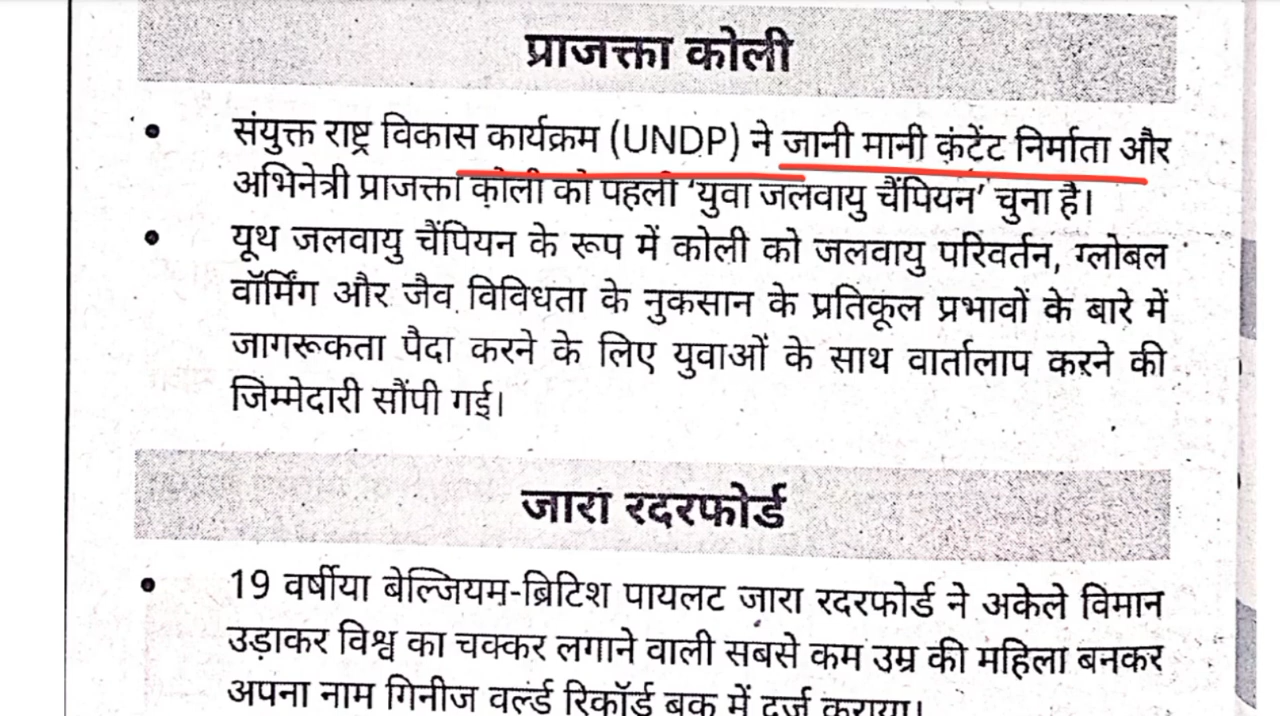 प्राजक्ता कोली
• संयुक्त राष्ट्र विकास कार्यक्रम (UNDP) ने जानी मानी कंटेंट निर्माता और
अभिनेत्री प्राजक्ता कोली को पहली ‘युवा जलवायु चैंपियन’ चुना है।
• यूथ जलवायु चैंपियन के रूप में कोली को जलवायु परिवर्तन, ग्लोबल
वॉर्मिंग और जैव विविधता के नुकसान के प्रतिकूल प्रभावों के बारे में
जागरूकता पैदा करने के लिए युवाओं के साथ वार्तालाप करने की
जिम्मेदारी सौंपी गई।
जारा रदरफोर्ड
• 19 वर्षीया बेल्जियम-ब्रिटिश पायलट जारा रदरफोर्ड ने अकेले विमान
उड़ाकर विश्व का चक्कर लगाने वाली सबसे कम उम्र की महिला बनकर
अपना नाम गिनीज वर्ल्ड रिकॉर्ड बुक में दर्ज कराया।